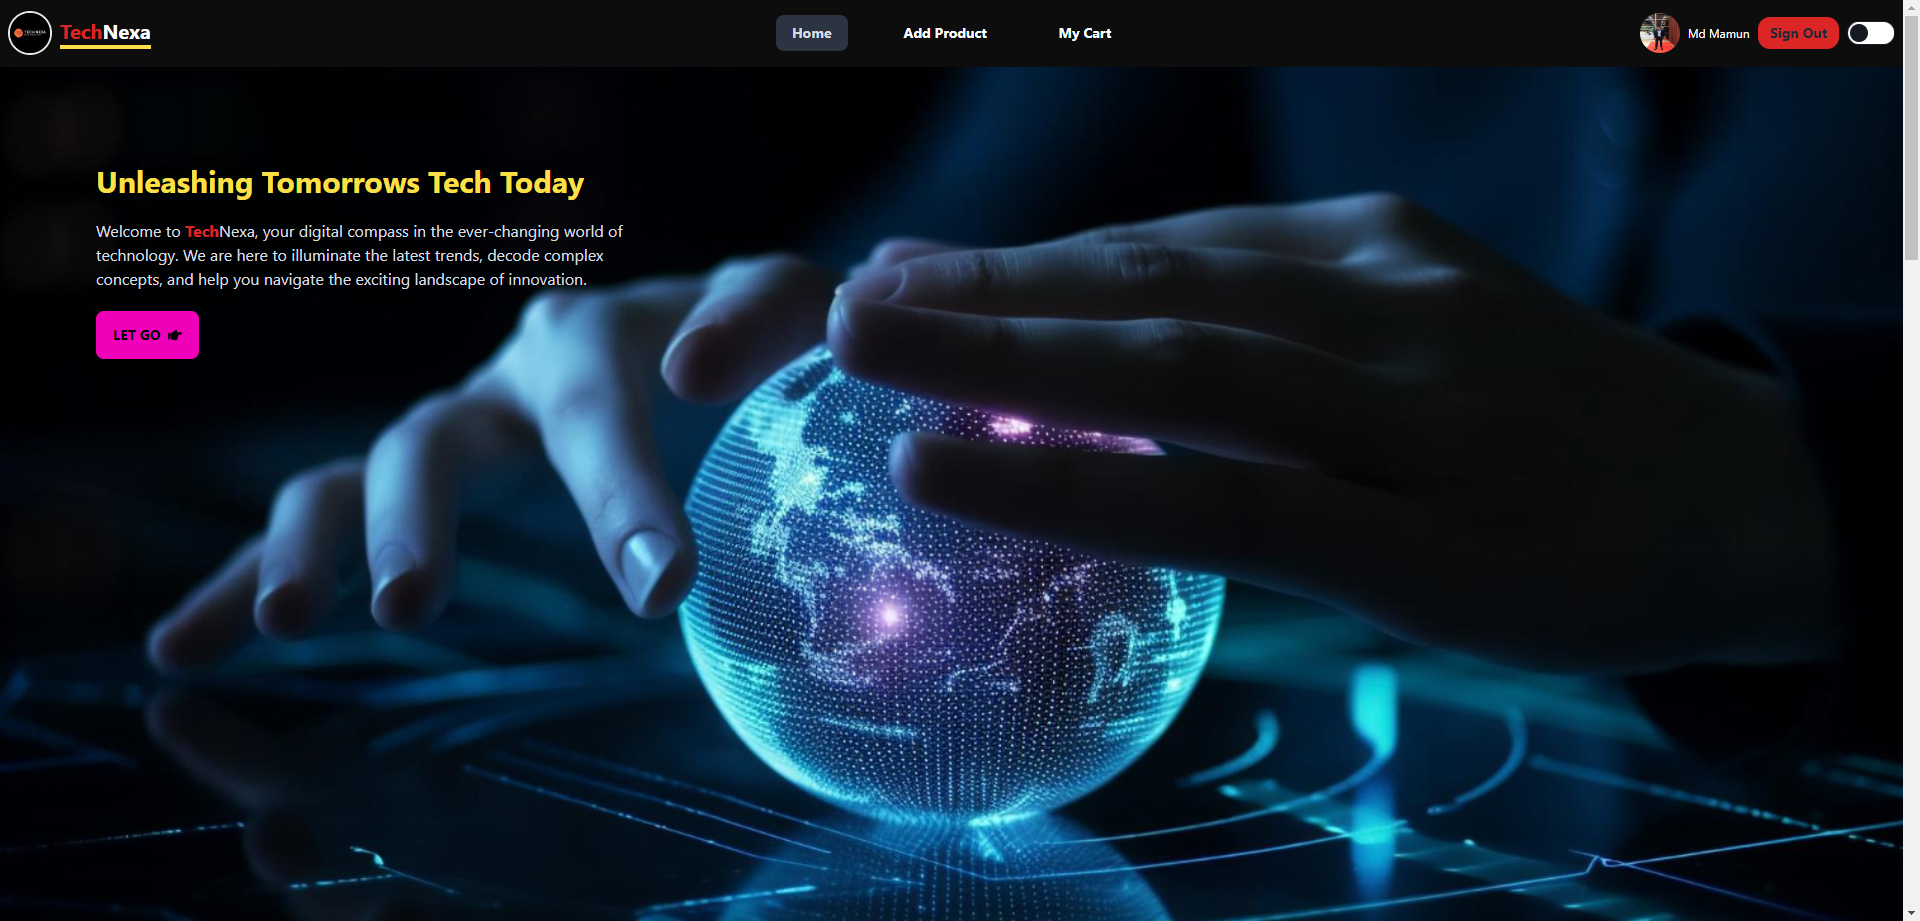 TechNexa
Home
Add Product
My Cart
Md Mamun
Sign Out
Unleashing Tomorrows Tech Today
Welcome to TechNexa, your digital compass in the ever-changing world of
technology. We are here to illuminate the latest trends, decode complex
concepts, and help you navigate the exciting landscape of innovation.
LET GO